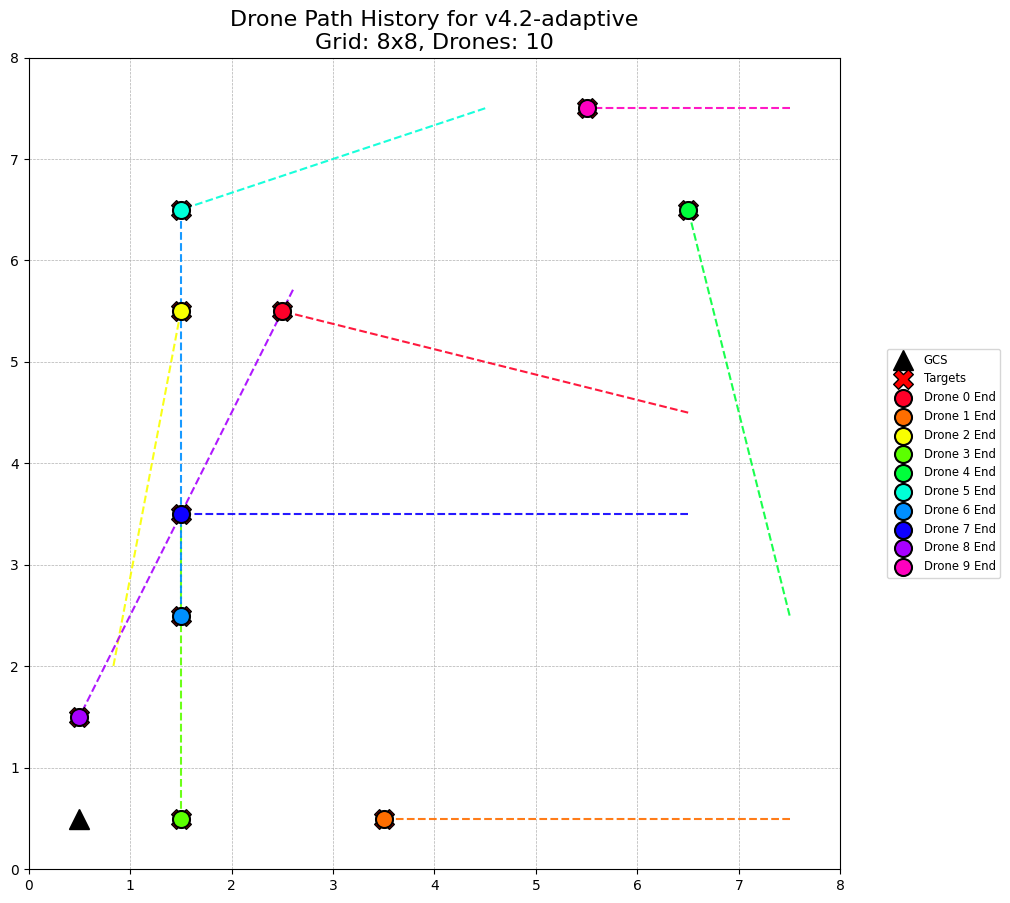 Drone Path History for v4.2-adaptive
Grid: 8x8, Drones: 10
8
7
6
5
4
3
2
1
0
0 1 2 3 4 5 6 7 8
GCS
Targets
Drone 0 End
Drone 1 End
Drone 2 End
Drone 3 End
Drone 4 End
Drone 5 End
Drone 6 End
Drone 7 End
Drone 8 End
Drone 9 End